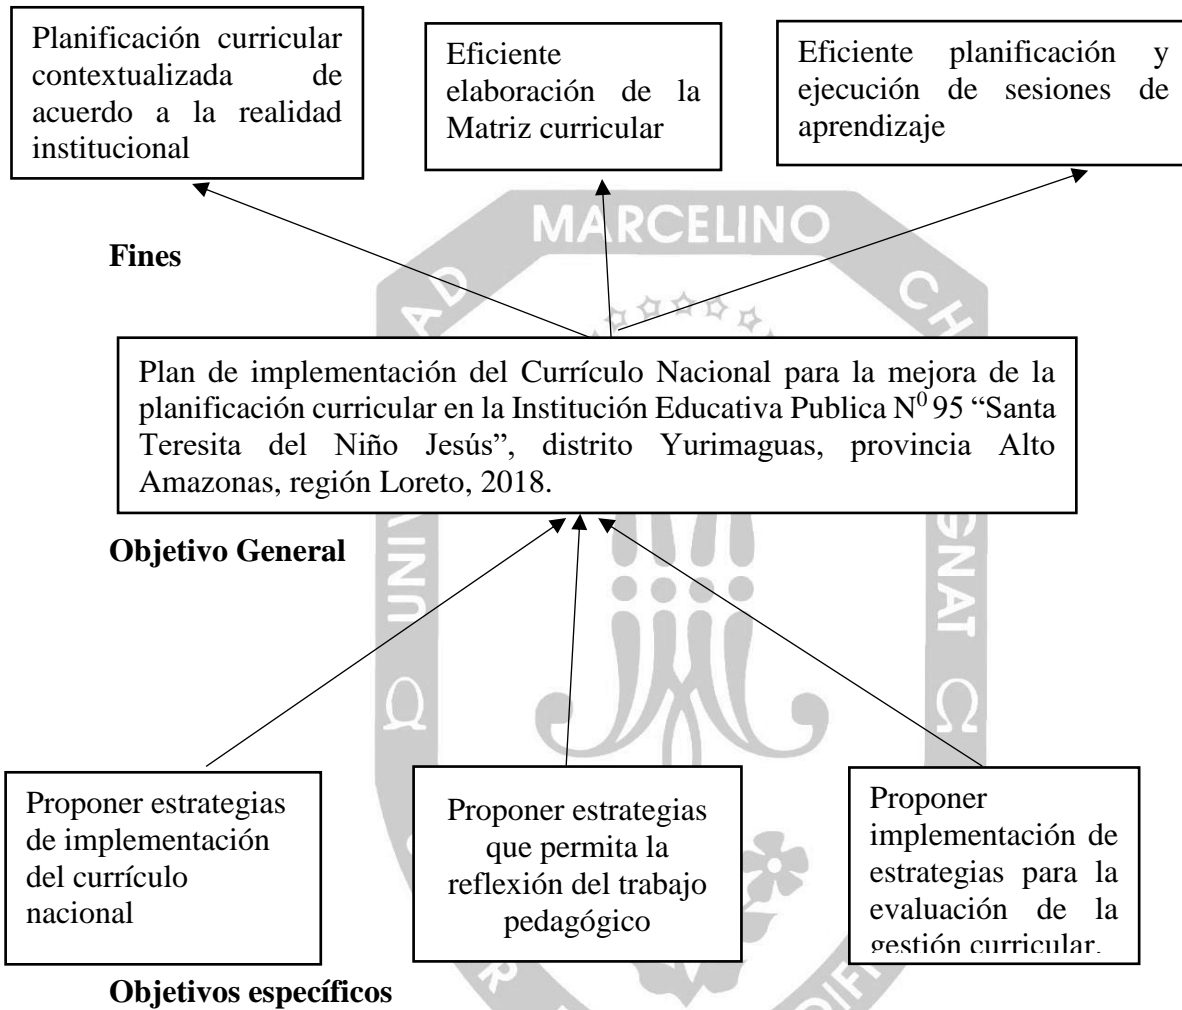 Planificación curricular
contextualizada de
acuerdo a la realidad
institucional
Eficiente
elaboración de la
Matriz curricular
Eficiente planificación y
ejecución de sesiones de
aprendizaje
MARCELINO
Fines
Plan de implementación del Currículo Nacional para la mejora de la
planificación curricular en la Institución Educativa Publica N⁰ 95 “Santa
Teresita del Niño Jesús”, distrito Yurimaguas, provincia Alto
Amazonas, región Loreto, 2018.
Objetivo General
Proponer estrategias
de implementación
del currículo
nacional
Proponer estrategias
que permita la
reflexión del trabajo
pedagógico
Proponer
implementación de
estrategias para la
evaluación de la
gestión curricular.
Objetivos específicos